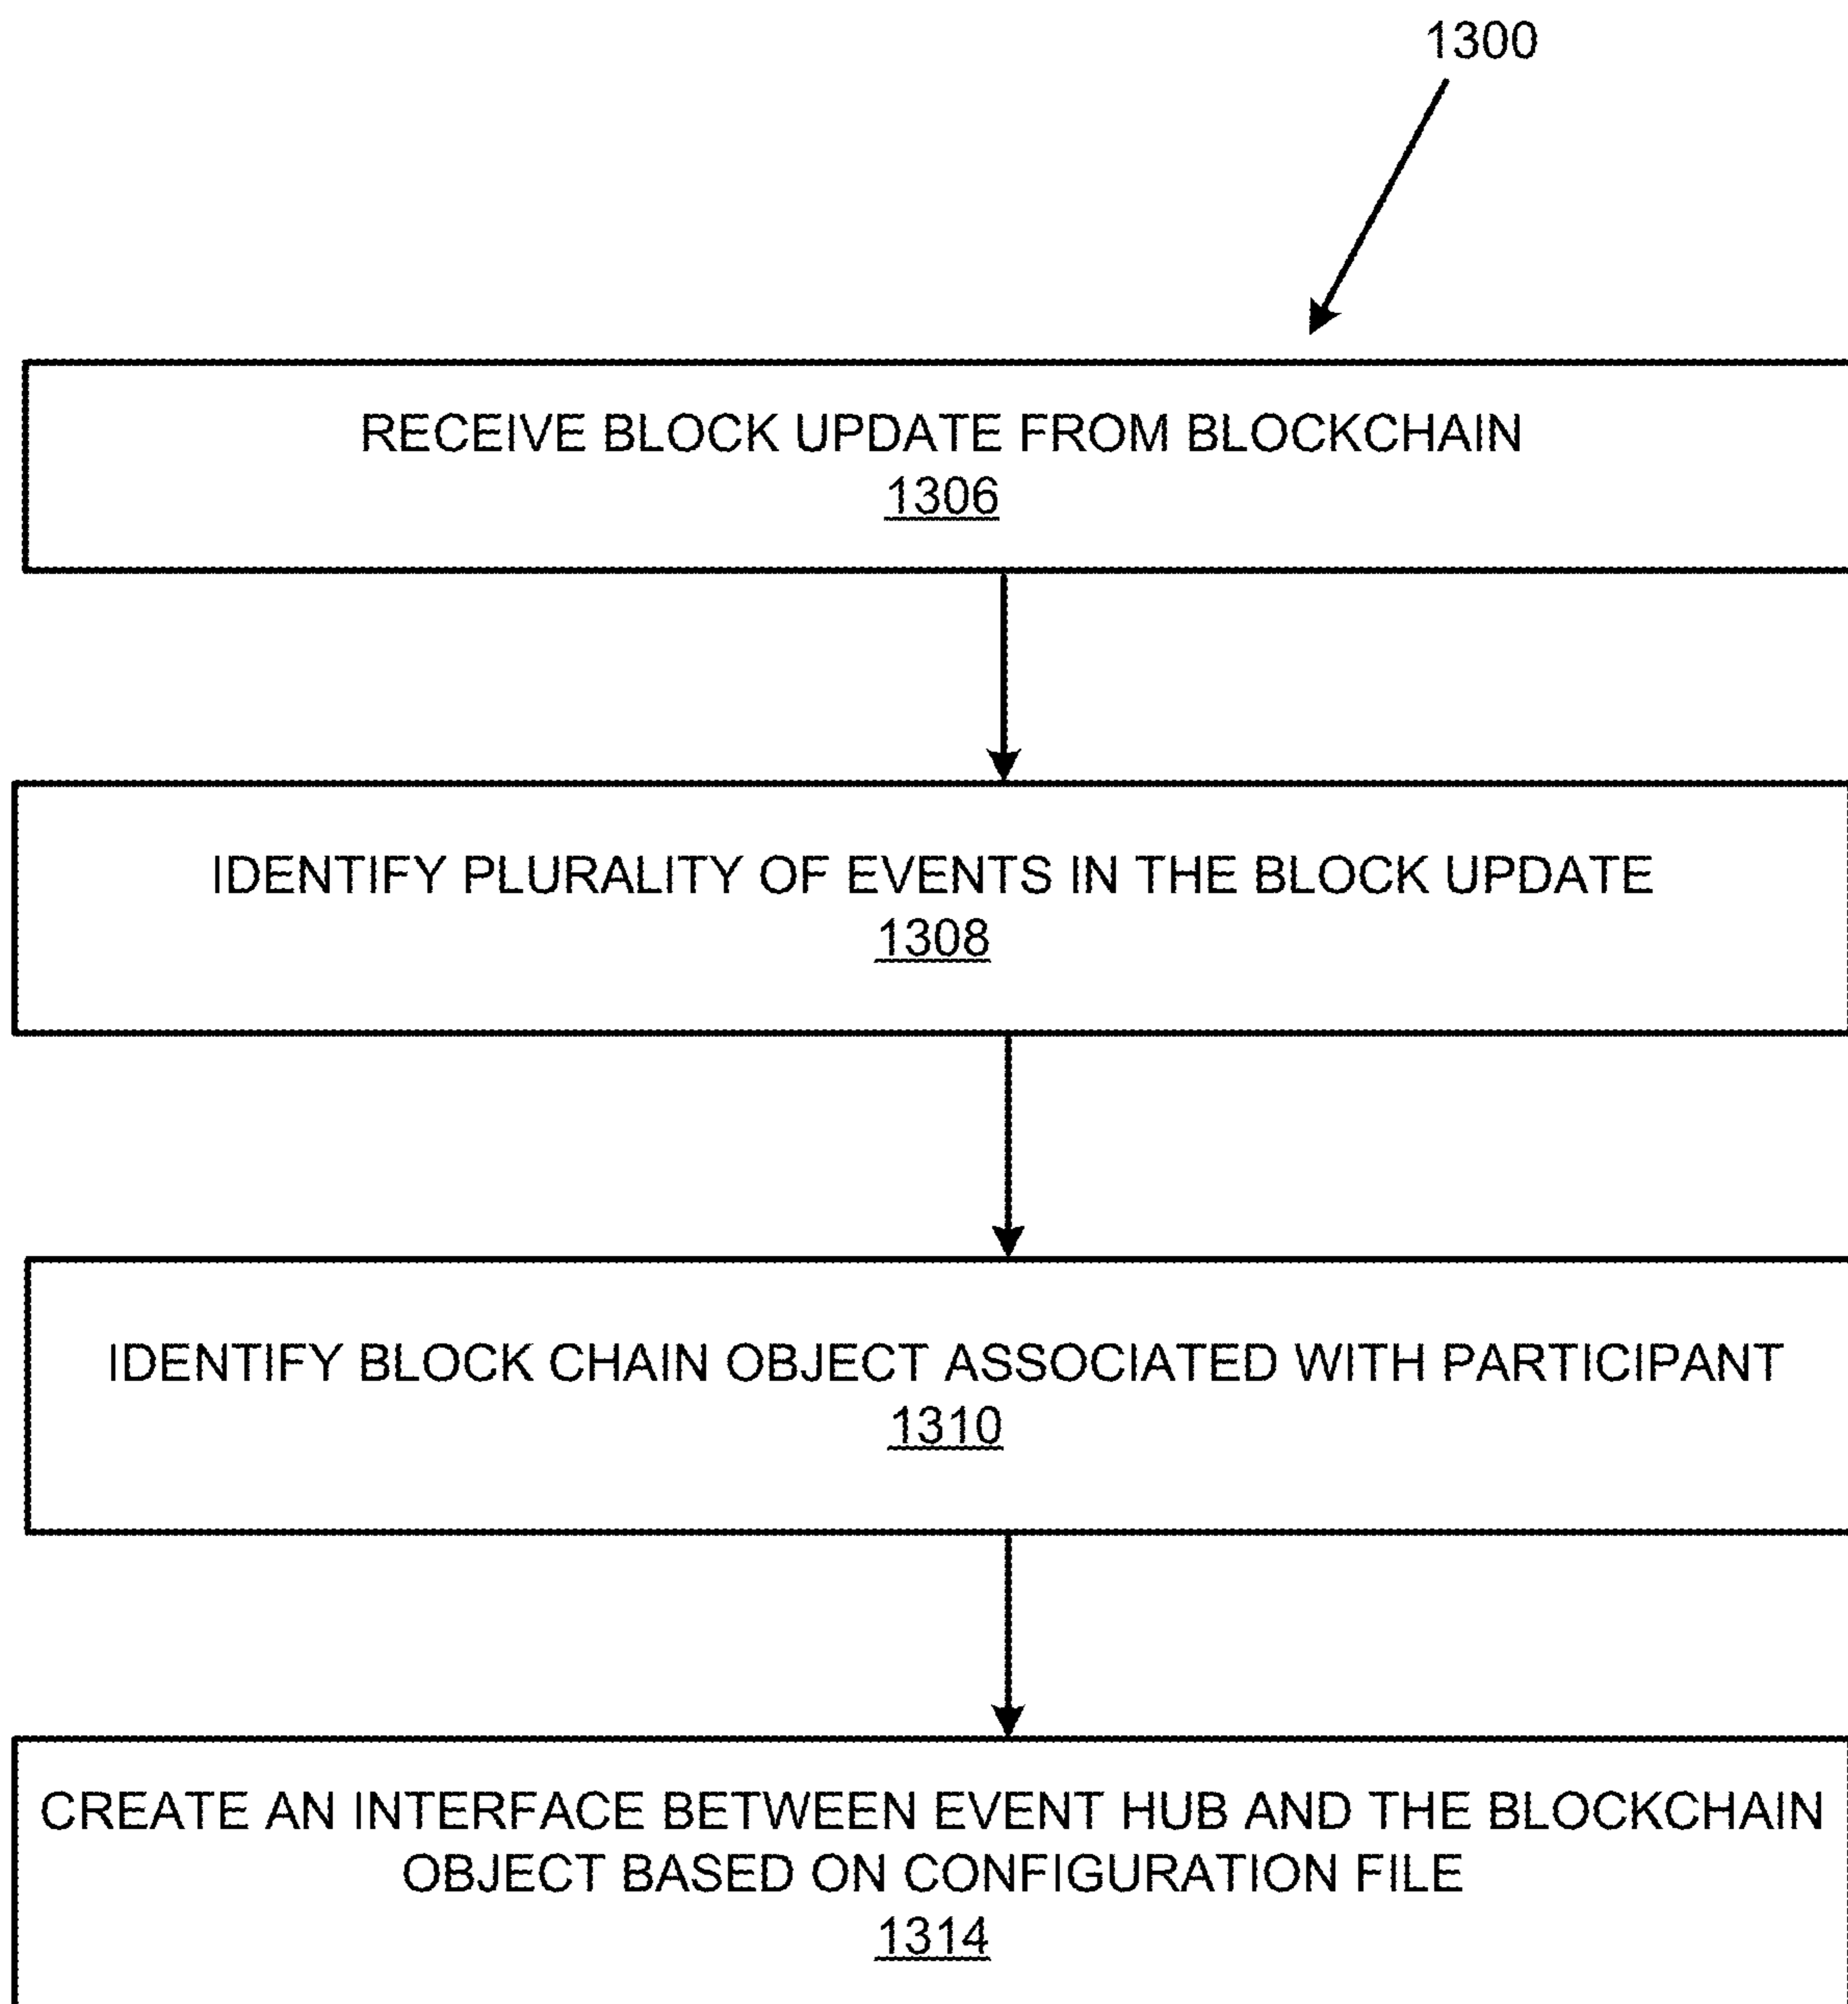 1300
RECEIVE BLOCK UPDATE FROM BLOCKCHAIN
1306
IDENTIFY PLURALITY OF EVENTS IN THE BLOCK UPDATE
1308
IDENTIFY BLOCK CHAIN OBJECT ASSOCIATED WITH PARTICIPANT
1310
CREATE AN INTERFACE BETWEEN EVENT HUB AND THE BLOCKCHAIN
OBJECT BASED ON CONFIGURATION FILE
1314